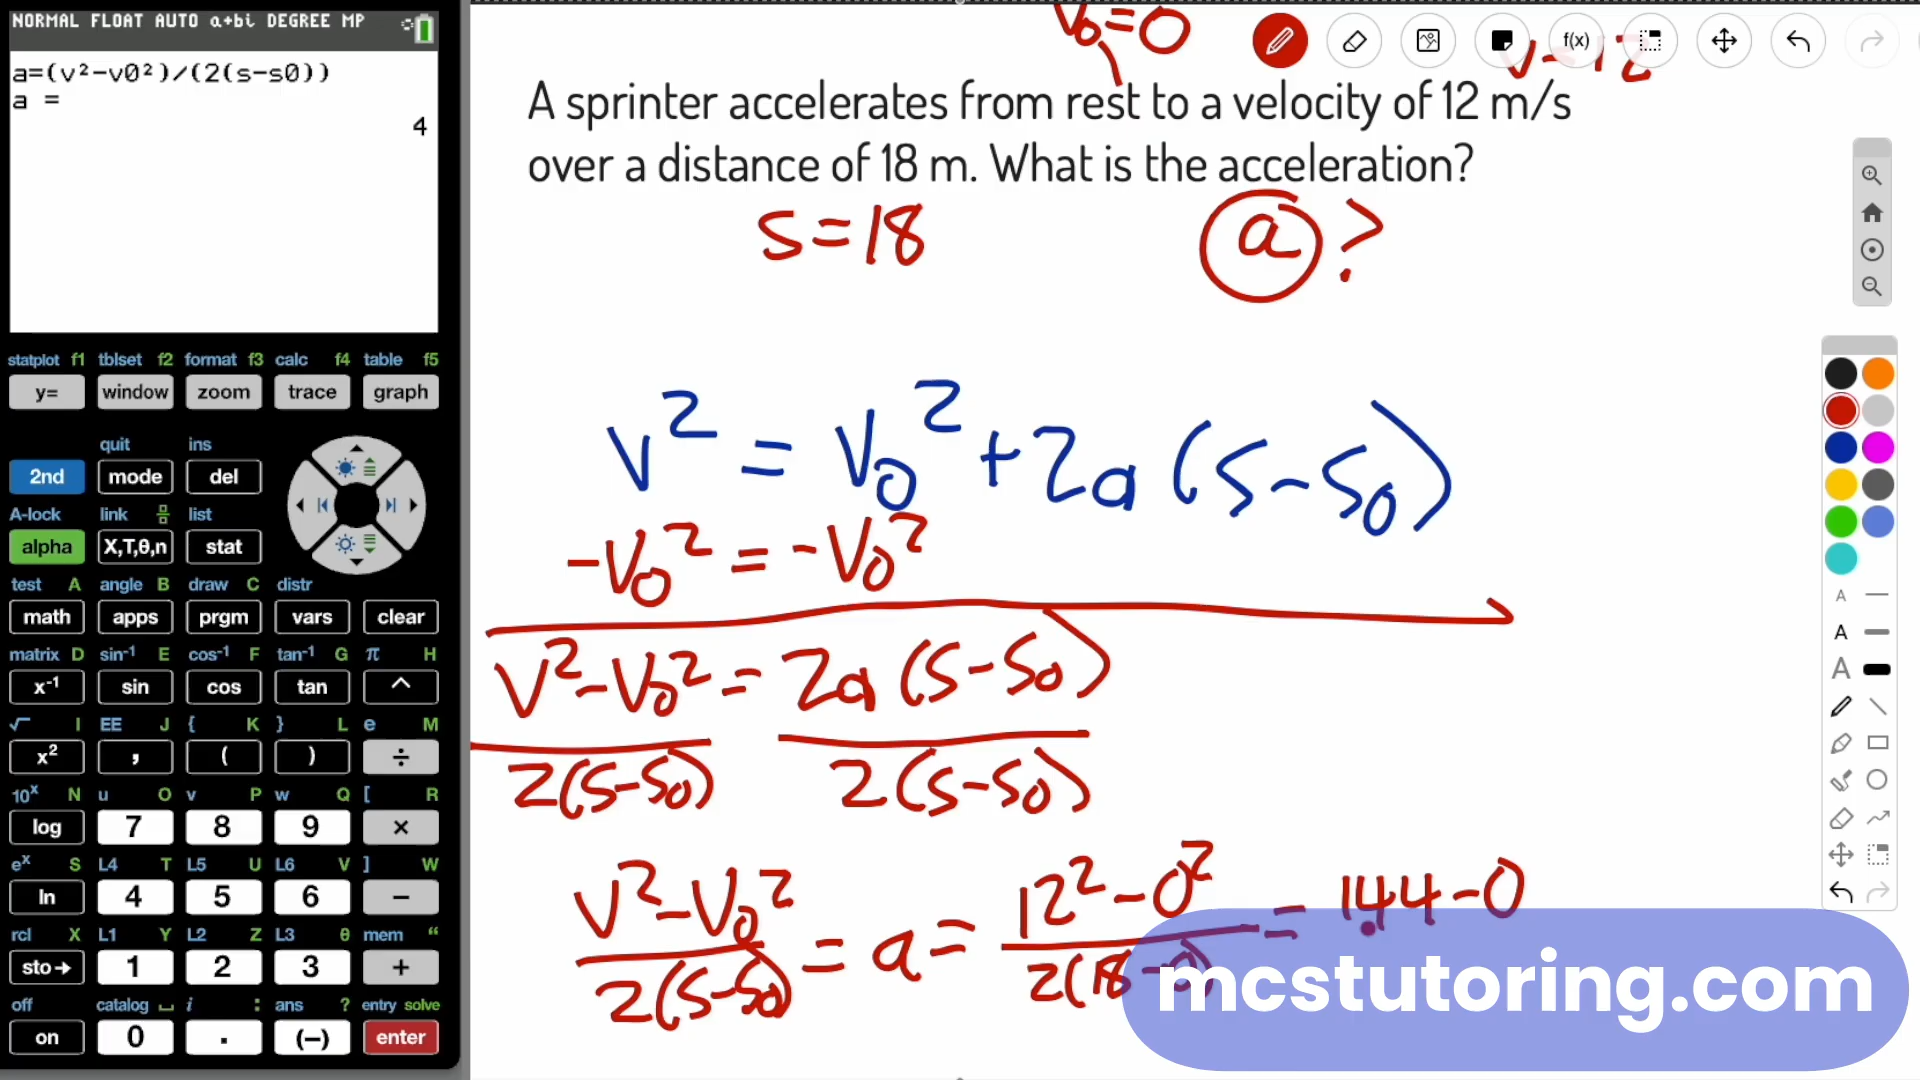 NORMAL FLOAT AUTO a+bi DEGREE MP
a=(v²-v0²)/(2(s-s0))
a =
4
statplot f1 tblset f2 format f3 calc f4 table f5
y= window zoom trace graph
quit ins
2nd mode del
A-lock link list
alpha X,T,θ,n stat
test A angle B draw C distr
math apps prgm vars clear
matrix D sin⁻¹ E cos⁻¹ F tan⁻¹ G π H
x⁻¹ sin cos tan ^
√ I EE J { K } L e M
x² , ( ) ÷
10ˣ N u O v P w Q [ R
log 7 8 9 ×
eˣ S L4 T L5 U L6 V ] W
ln 4 5 6 −
rcl X L1 Y L2 Z L3 θ mem "
sto→ 1 2 3 +
off catalog ⎵ i : ans ? entry solve
on 0 . (−) enter
v₀=0
v=12
f(x)
A sprinter accelerates from rest to a velocity of 12 m/s
over a distance of 18 m. What is the acceleration?
s=18 a?
v² = v₀² + 2a(s-s₀)
-v₀² = -v₀²
v²-v₀² = 2a(s-s₀)
2(s-s₀) 2(s-s₀)
v²-v₀² / 2(s-s₀) = a = 12²-0² / 2(18-0) = 144-0
mcstutoring.com
A
A
A